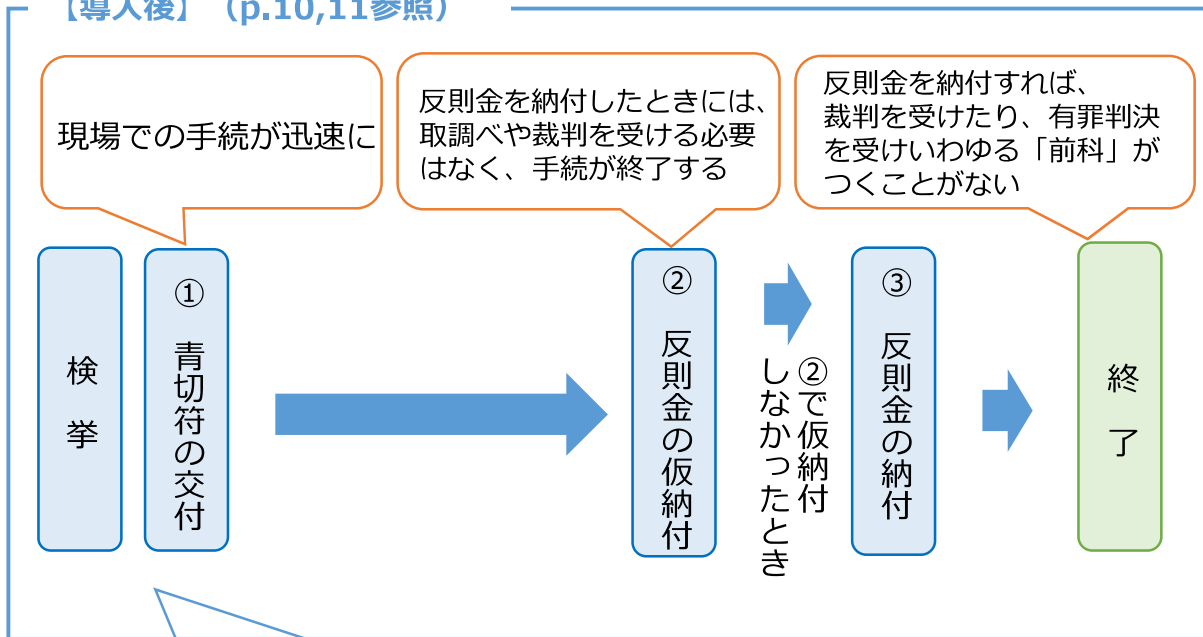 【導入後】（p.10,11参照）
現場での手続が迅速に
反則金を納付したときには、
取調べや裁判を受ける必要
はなく、手続が終了する
反則金を納付すれば、
裁判を受けたり、有罪判決
を受けいわゆる「前科」が
つくことがない
検挙
① 青切符の交付
② 反則金の仮納付
②で仮納付
しなかったとき
③ 反則金の納付
終了